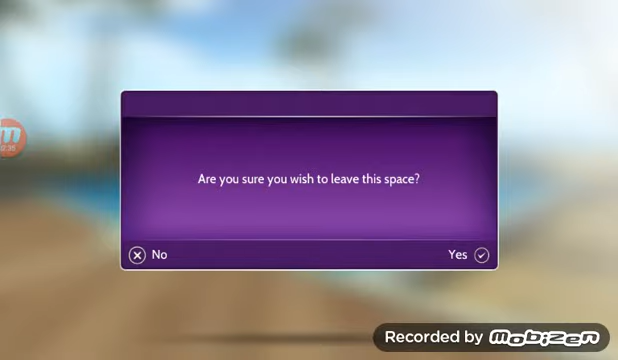 Are you sure you wish to leave this space?
No
Yes
Recorded by Mobizen